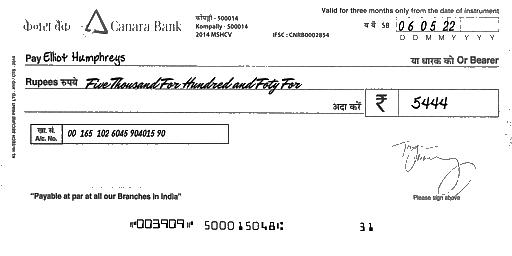 केनरा बैंक Canara Bank
कोंपल्ली - 500014
Kompally - 500014
2014 MSHCV
IFSC : CNRB0002854
Valid for three months only from the date of instrument
SB 06 05 22
D D M M Y Y Y Y
Pay Elliot Humphreys या धारक को Or Bearer
Rupees रुपये Five Thousand For Hundred and Foty For
अदा करें ₹ 5444
खा. सं.
A/c. No. 00 165 102 6045 904015 90
Please sign above
"Payable at par at all our Branches in India"
⑈003909⑈ 500015048⑆ 31